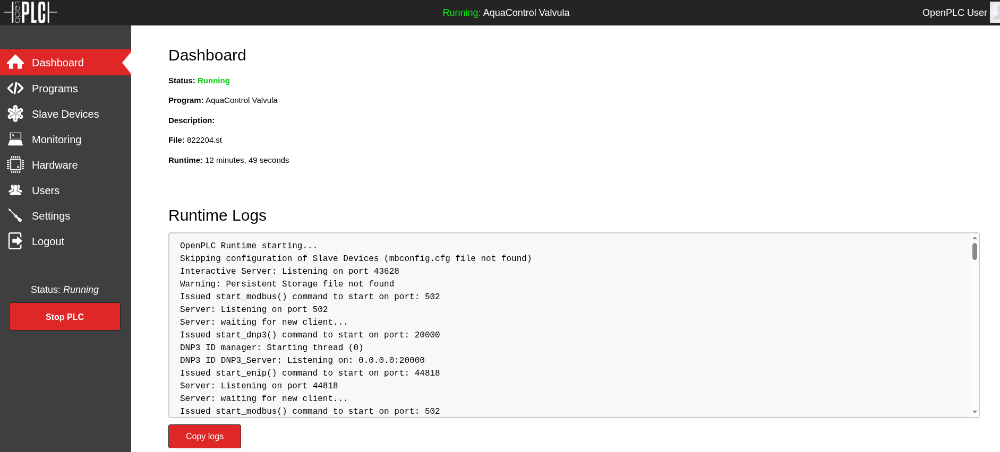 open PLC
Running: AquaControl Valvula
OpenPLC User
Dashboard
Programs
Slave Devices
Monitoring
Hardware
Users
Settings
Logout
Status: Running
Stop PLC
Dashboard
Status: Running
Program: AquaControl Valvula
Description:
File: 822204.st
Runtime: 12 minutes, 49 seconds
Runtime Logs
OpenPLC Runtime starting...
Skipping configuration of Slave Devices (mbconfig.cfg file not found)
Interactive Server: Listening on port 43628
Warning: Persistent Storage file not found
Issued start_modbus() command to start on port: 502
Server: Listening on port 502
Server: waiting for new client...
Issued start_dnp3() command to start on port: 20000
DNP3 ID manager: Starting thread (0)
DNP3 ID DNP3_Server: Listening on: 0.0.0.0:20000
Issued start_enip() command to start on port: 44818
Server: Listening on port 44818
Server: waiting for new client...
Issued start_modbus() command to start on port: 502
Copy logs